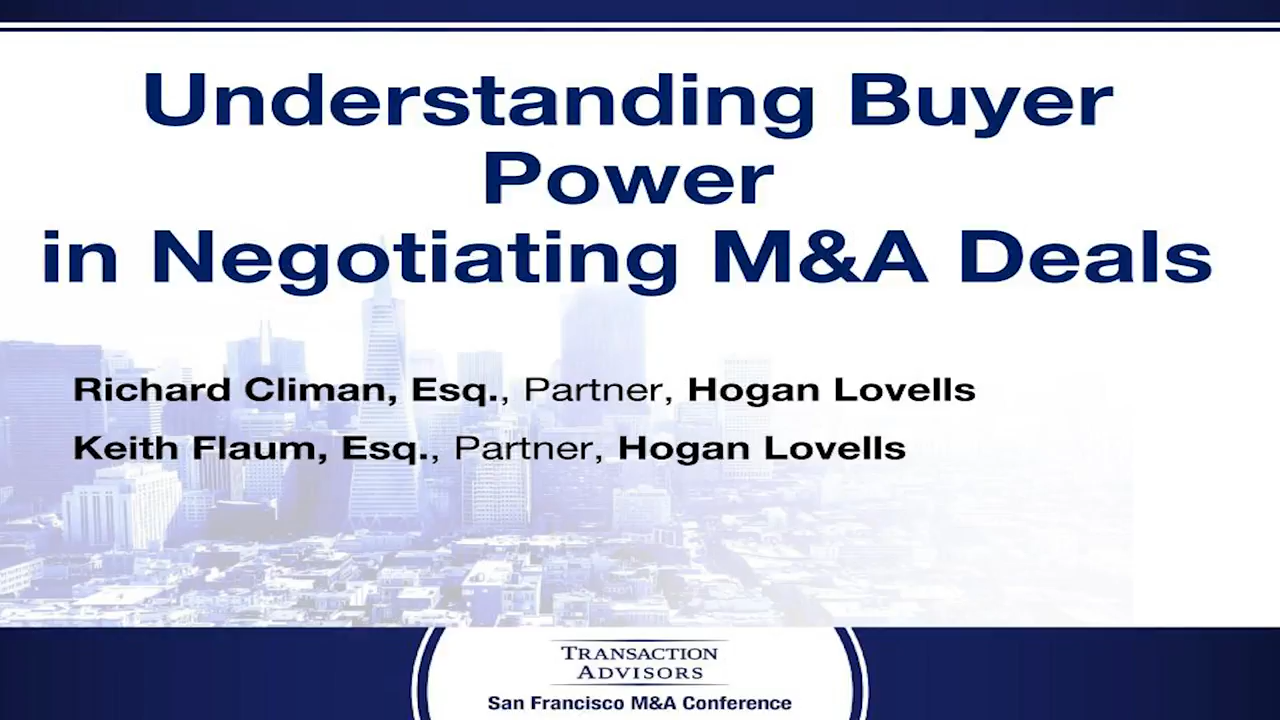 Understanding Buyer
Power
in Negotiating M&A Deals
Richard Climan, Esq., Partner, Hogan Lovells
Keith Flaum, Esq., Partner, Hogan Lovells
TRANSACTION
ADVISORS
San Francisco M&A Conference